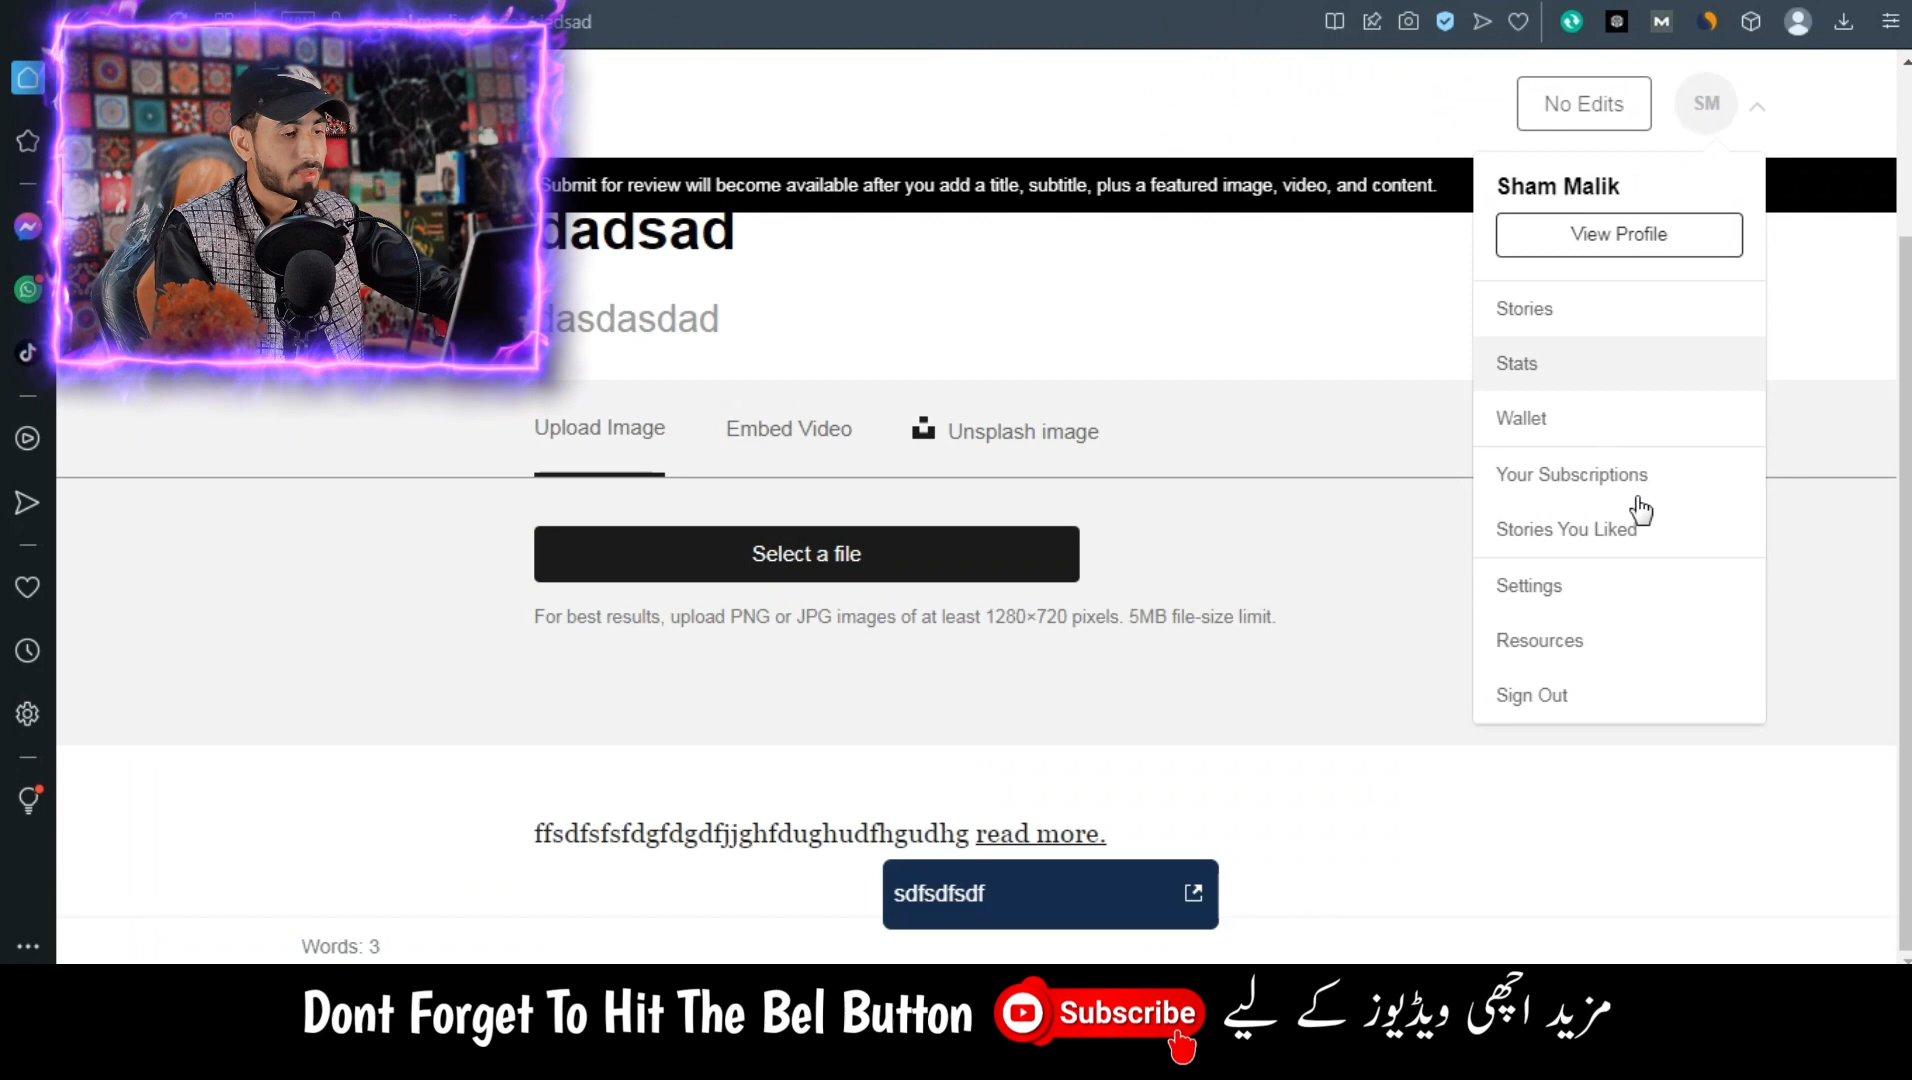 No Edits
SM
Submit for review will become available after you add a title, subtitle, plus a featured image, video, and content.
Sham Malik
View Profile
dadsad
dasdasdad
Stories
Stats
Wallet
Your Subscriptions
Stories You Liked
Settings
Resources
Sign Out
Upload Image
Embed Video
Unsplash image
Select a file
For best results, upload PNG or JPG images of at least 1280×720 pixels. 5MB file-size limit.
ffsdfsfsfdgfdgdfjjghfdughudfhgudhg read more.
sdfsdfsdf
Words: 3
Dont Forget To Hit The Bel Button Subscribe مزید اچھی ویڈیوز کے لیے